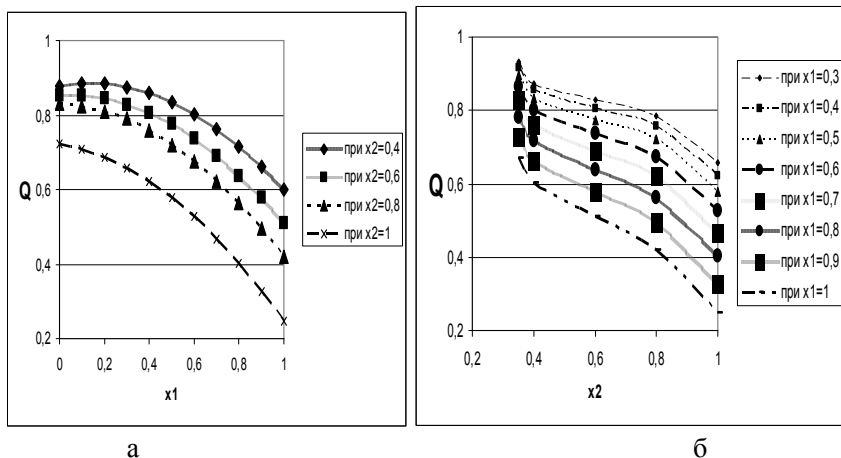 1
0,8
Q
0,6
0,4
0,2
0 0,2 0,4 0,6 0,8 1
x1
при x2=0,4
при x2=0,6
при x2=0,8
при x2=1
а
1
0,8
Q
0,6
0,4
0,2
0,2 0,4 0,6 0,8 1
x2
при x1=0,3
при x1=0,4
при x1=0,5
при x1=0,6
при x1=0,7
при x1=0,8
при x1=0,9
при x1=1
б